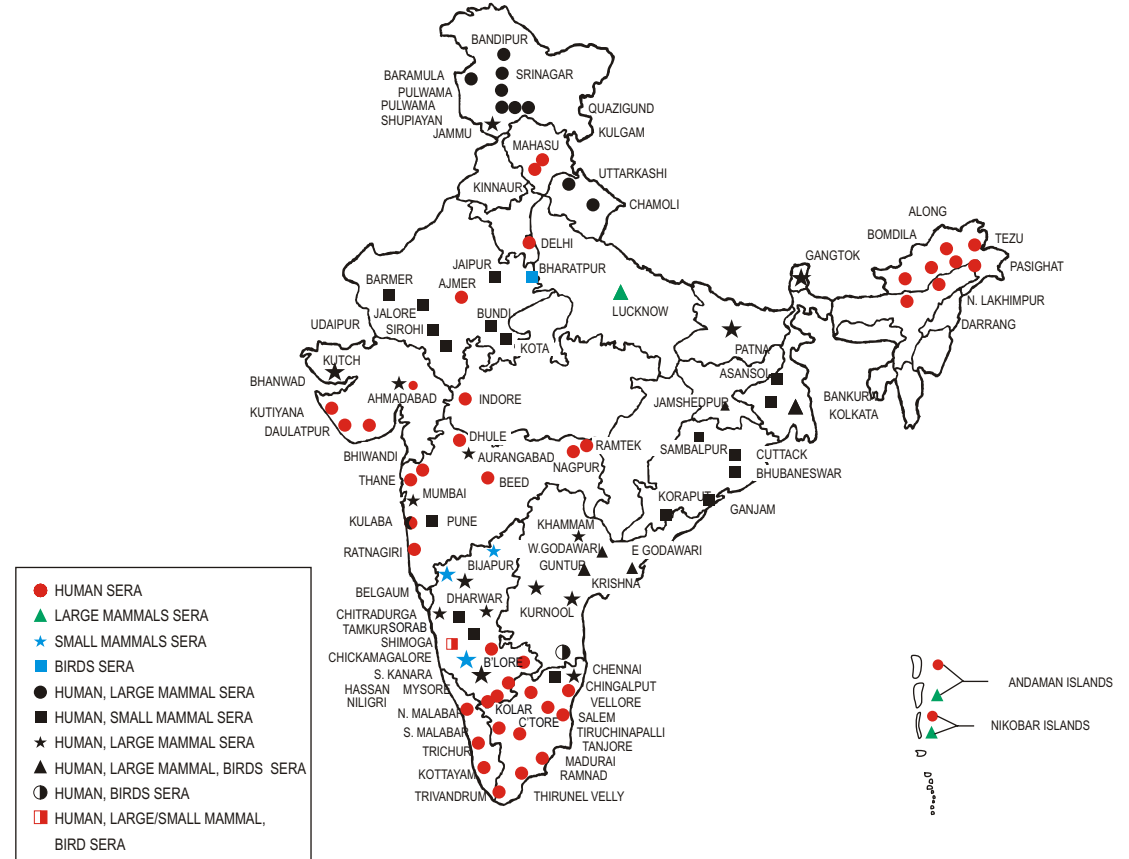 BANDIPUR
BARAMULA
SRINAGAR
PULWAMA
PULWAMA
QUAZIGUND
SHUPIAYAN
JAMMU
KULGAM
MAHASU
UTTARKASHI
KINNAUR
CHAMOLI
ALONG
BOMDILA
TEZU
DELHI
GANGTOK
JAIPUR
BHARATPUR
PASIGHAT
BARMER
AJMER
N. LAKHIMPUR
JALORE
BUNDI
LUCKNOW
UDAIPUR
SIROHI
DARRANG
KOTA
PATNA
KUTCH
ASANSOL
BHANWAD
AHMADABAD
INDORE
JAMSHEDPUR
BANKURA
KUTIYANA
KOLKATA
DAULATPUR
DHULE
RAMTEK
SAMBALPUR
BHIWANDI
AURANGABAD
CUTTACK
NAGPUR
BHUBANESWAR
THANE
BEED
MUMBAI
KORAPUT
GANJAM
KULABA
PUNE
KHAMMAM
RATNAGIRI
W.GODAWARI
E GODAWARI
BIJAPUR
GUNTUR
KRISHNA
BELGAUM
DHARWAR
KURNOOL
CHITRADURGA
TAMKUR
SORAB
SHIMOGA
CHICKAMAGALORE
B'LORE
CHENNAI
S. KANARA
HASSAN
MYSORE
CHINGALPUT
NILIGRI
VELLORE
N. MALABAR
KOLAR
SALEM
C'TORE
S. MALABAR
TIRUCHINAPALLI
TANJORE
TRICHUR
MADURAI
KOTTAYAM
RAMNAD
TRIVANDRUM
THIRUNEL VELLY
ANDAMAN ISLANDS
NIKOBAR ISLANDS
HUMAN SERA
LARGE MAMMALS SERA
SMALL MAMMALS SERA
BIRDS SERA
HUMAN, LARGE MAMMAL SERA
HUMAN, SMALL MAMMAL SERA
HUMAN, LARGE MAMMAL SERA
HUMAN, LARGE MAMMAL, BIRDS SERA
HUMAN, BIRDS SERA
HUMAN, LARGE/SMALL MAMMAL,
BIRD SERA